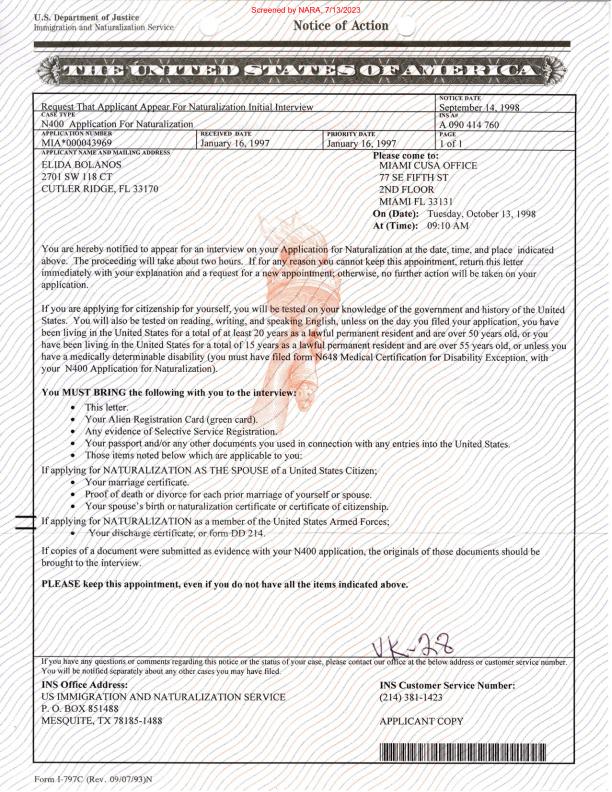 Screened by NARA, 7/13/2023
U.S. Department of Justice
Immigration and Naturalization Service
Notice of Action
THE UNITED STATES OF AMERICA
Request That Applicant Appear For Naturalization Initial Interview
NOTICE DATE
September 14, 1998
CASE TYPE
N400 Application For Naturalization
INS A#
A 090 414 760
APPLICATION NUMBER
MIA*000043969
RECEIVED DATE
January 16, 1997
PRIORITY DATE
January 16, 1997
PAGE
1 of 1
APPLICANT NAME AND MAILING ADDRESS
ELIDA BOLANOS
2701 SW 118 CT
CUTLER RIDGE, FL 33170
Please come to:
MIAMI CUSA OFFICE
77 SE FIFTH ST
2ND FLOOR
MIAMI FL 33131
On (Date): Tuesday, October 13, 1998
At (Time): 09:10 AM
You are hereby notified to appear for an interview on your Application for Naturalization at the date, time, and place indicated
above. The proceeding will take about two hours. If for any reason you cannot keep this appointment, return this letter
immediately with your explanation and a request for a new appointment; otherwise, no further action will be taken on your
application.
If you are applying for citizenship for yourself, you will be tested on your knowledge of the government and history of the United
States. You will also be tested on reading, writing, and speaking English, unless on the day you filed your application, you have
been living in the United States for a total of at least 20 years as a lawful permanent resident and are over 50 years old, or you
have been living in the United States for a total of 15 years as a lawful permanent resident and are over 55 years old, or unless you
have a medically determinable disability (you must have filed form N648 Medical Certification for Disability Exception, with
your N400 Application for Naturalization).
You MUST BRING the following with you to the interview:
• This letter.
• Your Alien Registration Card (green card).
• Any evidence of Selective Service Registration.
• Your passport and/or any other documents you used in connection with any entries into the United States.
• Those items noted below which are applicable to you:
If applying for NATURALIZATION AS THE SPOUSE of a United States Citizen;
• Your marriage certificate.
• Proof of death or divorce for each prior marriage of yourself or spouse.
• Your spouse's birth or naturalization certificate or certificate of citizenship.
If applying for NATURALIZATION as a member of the United States Armed Forces;
• Your discharge certificate, or form DD 214.
If copies of a document were submitted as evidence with your N400 application, the originals of those documents should be
brought to the interview.
PLEASE keep this appointment, even if you do not have all the items indicated above.
VK-28
If you have any questions or comments regarding this notice or the status of your case, please contact our office at the below address or customer service number.
You will be notified separately about any other cases you may have filed.
INS Office Address:
US IMMIGRATION AND NATURALIZATION SERVICE
P. O. BOX 851488
MESQUITE, TX 78185-1488
INS Customer Service Number:
(214) 381-1423
APPLICANT COPY
Form I-797C (Rev. 09/07/93)N